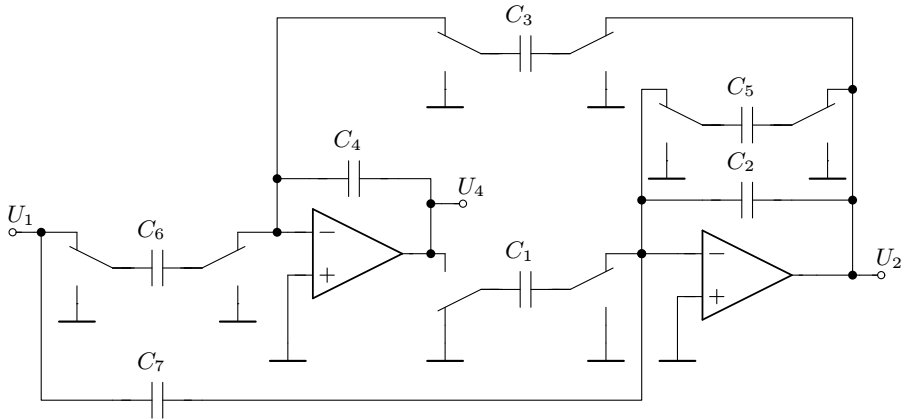 C₃
C₅
C₄
U₄
C₂
U₁
C₆
−
+
C₁
−
+
U₂
C₇